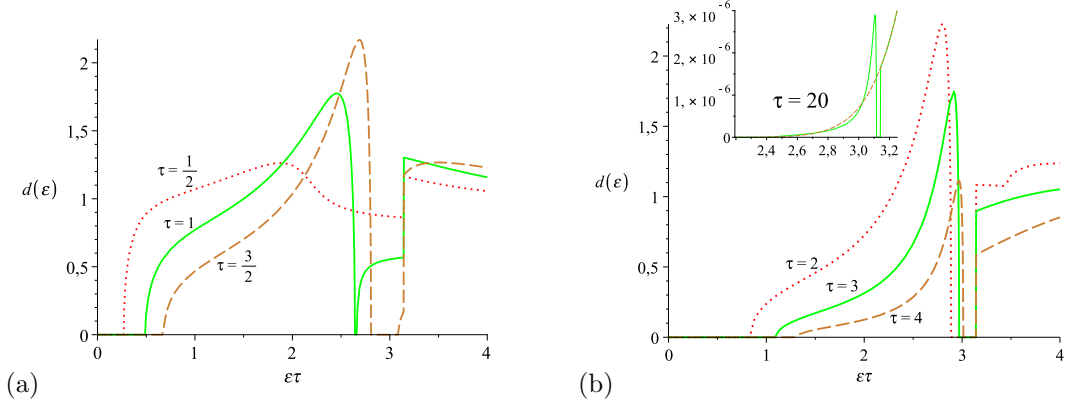 2
1,5
d(ε)
1
0,5
0
τ = 1/2
τ = 1
τ = 3/2
0 1 2 3 4
ετ
(a)
3, × 10⁻⁶
2, × 10⁻⁶
1, × 10⁻⁶
0
τ = 20
2,4 2,6 2,8 3,0 3,2
2
1,5
d(ε)
1
0,5
0
τ = 2
τ = 3
τ = 4
0 1 2 3 4
ετ
(b)